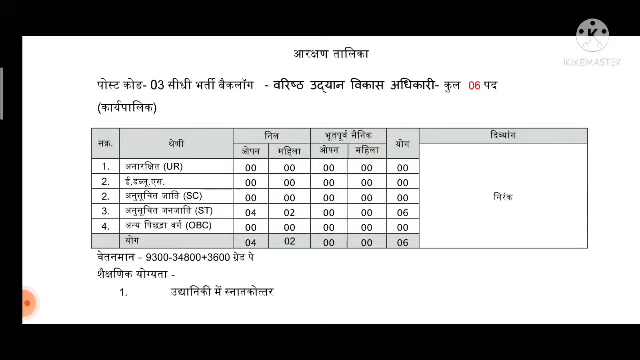 KINEMASTER
आरक्षण तालिका
पोस्ट कोड- 03 सीधी भर्ती बैकलॉग - वरिष्ठ उद्यान विकास अधिकारी- कुल 06 पद
(कार्यपालिक)
सक्र. श्रेणी निल भूतपूर्व सैनिक योग दिव्यांग
ओपन महिला ओपन महिला
1. अनारक्षित (UR) 00 00 00 00 00
2. ई.डब्लू.एस. 00 00 00 00 00
2. अनुसूचित जाति (SC) 00 00 00 00 00 निरंक
3. अनुसूचित जनजाति (ST) 04 02 00 00 06
4. अन्य पिछड़ा वर्ग (OBC) 00 00 00 00 00
योग 04 02 00 00 06
वेतनमान - 9300-34800+3600 ग्रेड पे
शैक्षणिक योग्यता -
1. उद्यानिकी में स्नातकोत्तर